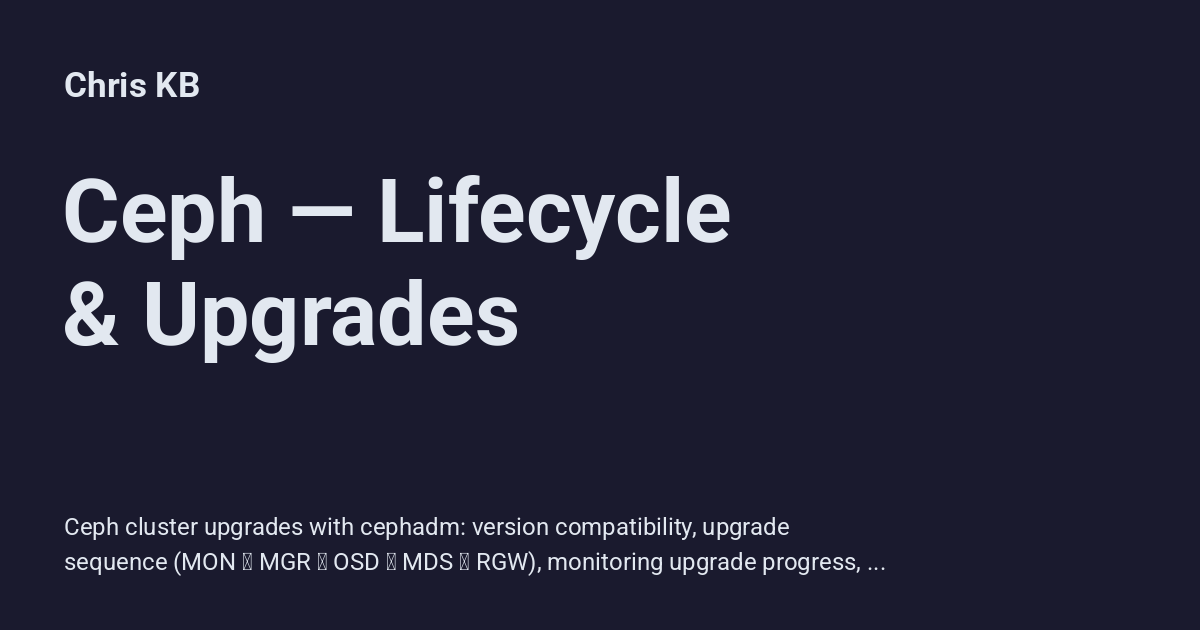 Chris KB
Ceph — Lifecycle
& Upgrades
Ceph cluster upgrades with cephadm: version compatibility, upgrade
sequence (MON ▯ MGR ▯ OSD ▯ MDS ▯ RGW), monitoring upgrade progress, ...